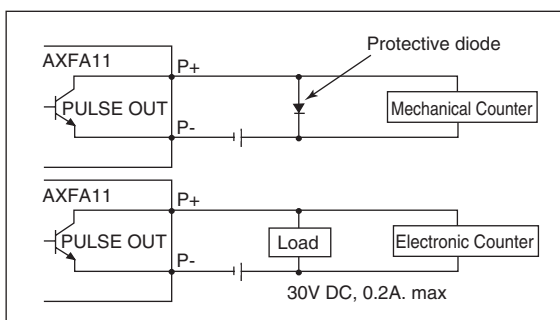 Protective diode
AXFA11
P+
PULSE OUT
Mechanical Counter
P-
AXFA11
P+
PULSE OUT
Load
Electronic Counter
P-
30V DC, 0.2A. max